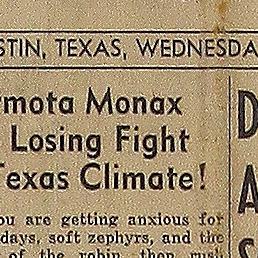 STIN, TEXAS, WEDNESDA
rmota Monax
Losing Fight
Texas Climate!
ou are getting anxious for
days, soft zephyrs, and the
of the robin, then rush
D
A